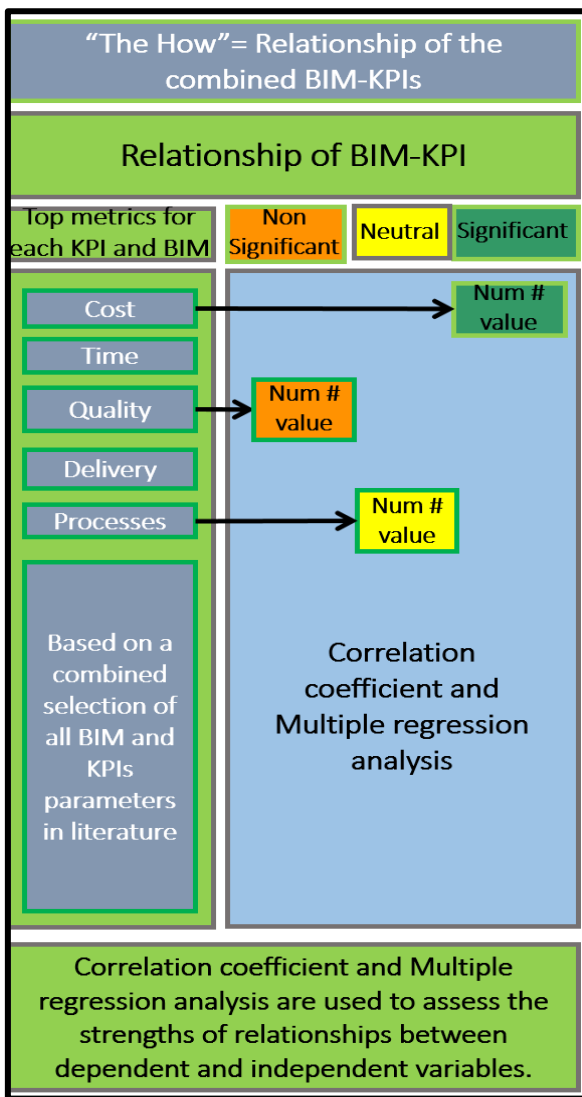 “The How”= Relationship of the
combined BIM-KPIs
Relationship of BIM-KPI
Top metrics for
each KPI and BIM
Non
Significant
Neutral
Significant
Cost
Num #
value
Time
Quality
Num #
value
Delivery
Processes
Num #
value
Based on a
combined
selection of
all BIM and
KPIs
parameters
in literature
Correlation
coefficient and
Multiple regression
analysis
Correlation coefficient and Multiple
regression analysis are used to assess the
strengths of relationships between
dependent and independent variables.